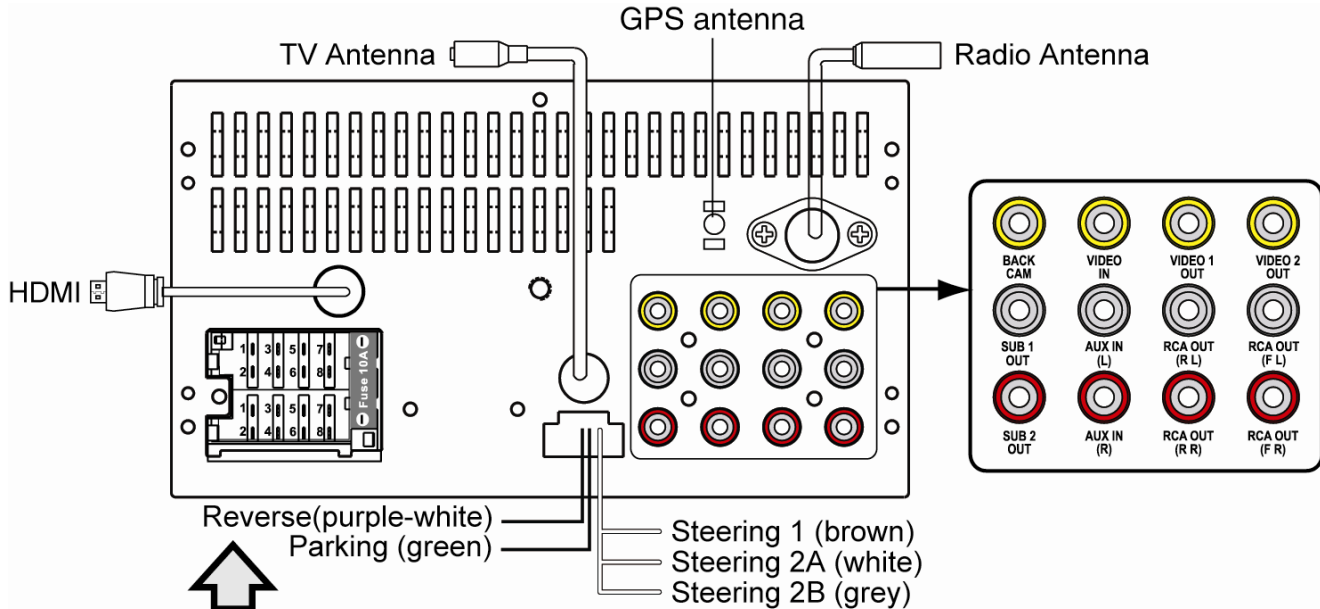 GPS antenna
TV Antenna
Radio Antenna
HDMI
1 3 5 7
2 4 6 8
1 3 5 7
2 4 6 8
Fuse 10A
BACK CAM
VIDEO IN
VIDEO 1 OUT
VIDEO 2 OUT
SUB 1 OUT
AUX IN (L)
RCA OUT (R L)
RCA OUT (F L)
SUB 2 OUT
AUX IN (R)
RCA OUT (R R)
RCA OUT (F R)
Reverse(purple-white)
Parking (green)
Steering 1 (brown)
Steering 2A (white)
Steering 2B (grey)